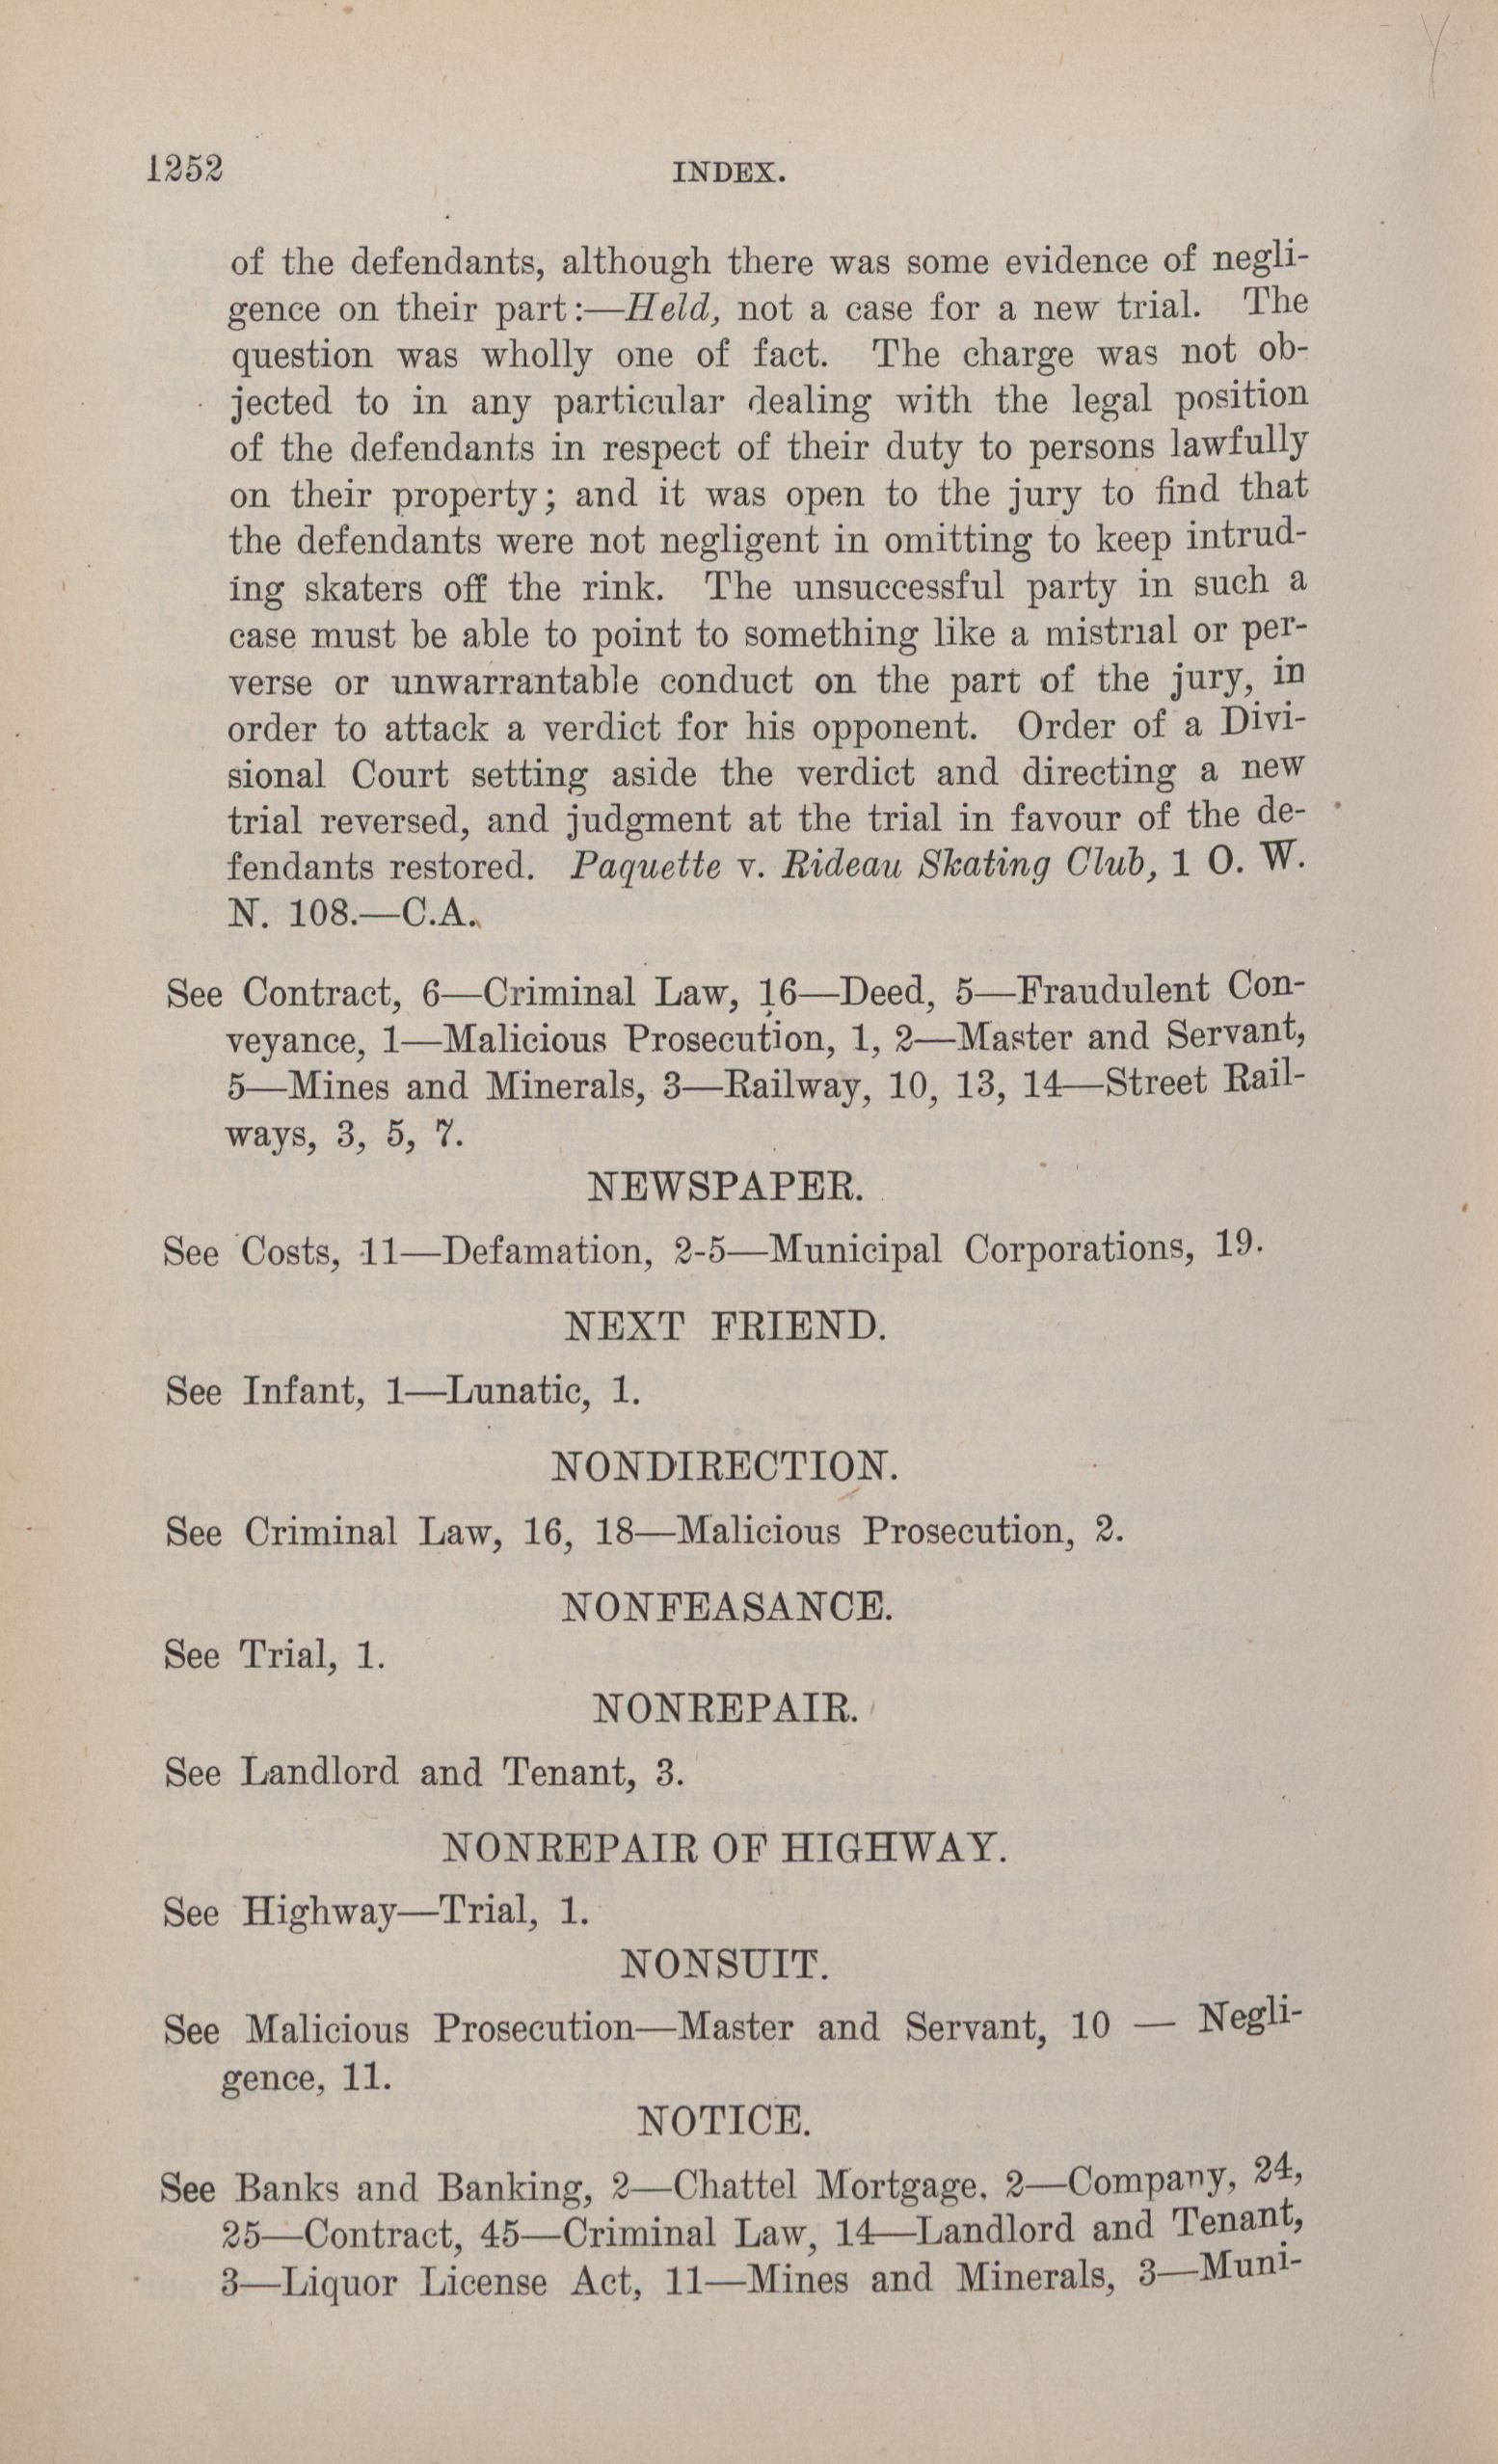 1252 INDEX.
of the defendants, although there was some evidence of negli-
gence on their part:—Held, not a case for a new trial. The
question was wholly one of fact. The charge was not ob-
jected to in any particular dealing with the legal position
of the defendants in respect of their duty to persons lawfully
on their property; and it was open to the jury to find that
the defendants were not negligent in omitting to keep intrud-
ing skaters off the rink. The unsuccessful party in such a
case must be able to point to something like a mistrial or per-
verse or unwarrantable conduct on the part of the jury, in
order to attack a verdict for his opponent. Order of a Divi-
sional Court setting aside the verdict and directing a new
trial reversed, and judgment at the trial in favour of the de-
fendants restored. Paquette v. Rideau Skating Club, 1 O. W.
N. 108.—C.A.
See Contract, 6—Criminal Law, 16—Deed, 5—Fraudulent Con-
veyance, 1—Malicious Prosecution, 1, 2—Master and Servant,
5—Mines and Minerals, 3—Railway, 10, 13, 14—Street Rail-
ways, 3, 5, 7.
NEWSPAPER.
See Costs, 11—Defamation, 2-5—Municipal Corporations, 19.
NEXT FRIEND.
See Infant, 1—Lunatic, 1.
NONDIRECTION.
See Criminal Law, 16, 18—Malicious Prosecution, 2.
NONFEASANCE.
See Trial, 1.
NONREPAIR.
See Landlord and Tenant, 3.
NONREPAIR OF HIGHWAY.
See Highway—Trial, 1.
NONSUIT.
See Malicious Prosecution—Master and Servant, 10 — Negli-
gence, 11.
NOTICE.
See Banks and Banking, 2—Chattel Mortgage, 2—Company, 24,
25—Contract, 45—Criminal Law, 14—Landlord and Tenant,
3—Liquor License Act, 11—Mines and Minerals, 3—Muni-